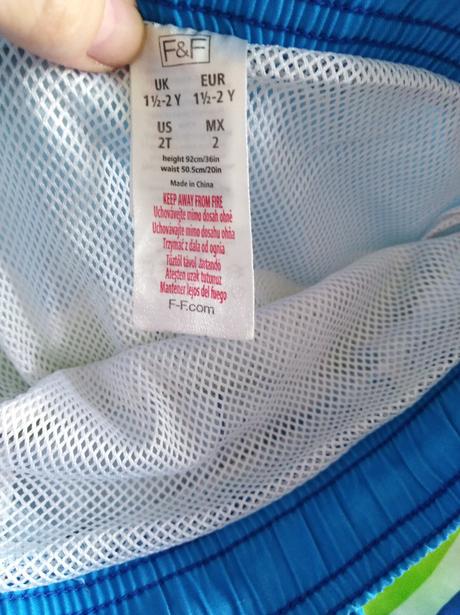 F&F
UK EUR
1½-2 Y 1½-2 Y
US MX
2T 2
height 92cm/36in
waist 50.5cm/20in
Made in China
KEEP AWAY FROM FIRE
Uchovávejte mimo dosah ohně
Uchovávajte mimo dosahu ohňa
Trzymać z dala od ognia
Tűztől távol tartandó
Ateşten uzak tutunuz
Mantener lejos del fuego
F-F.com